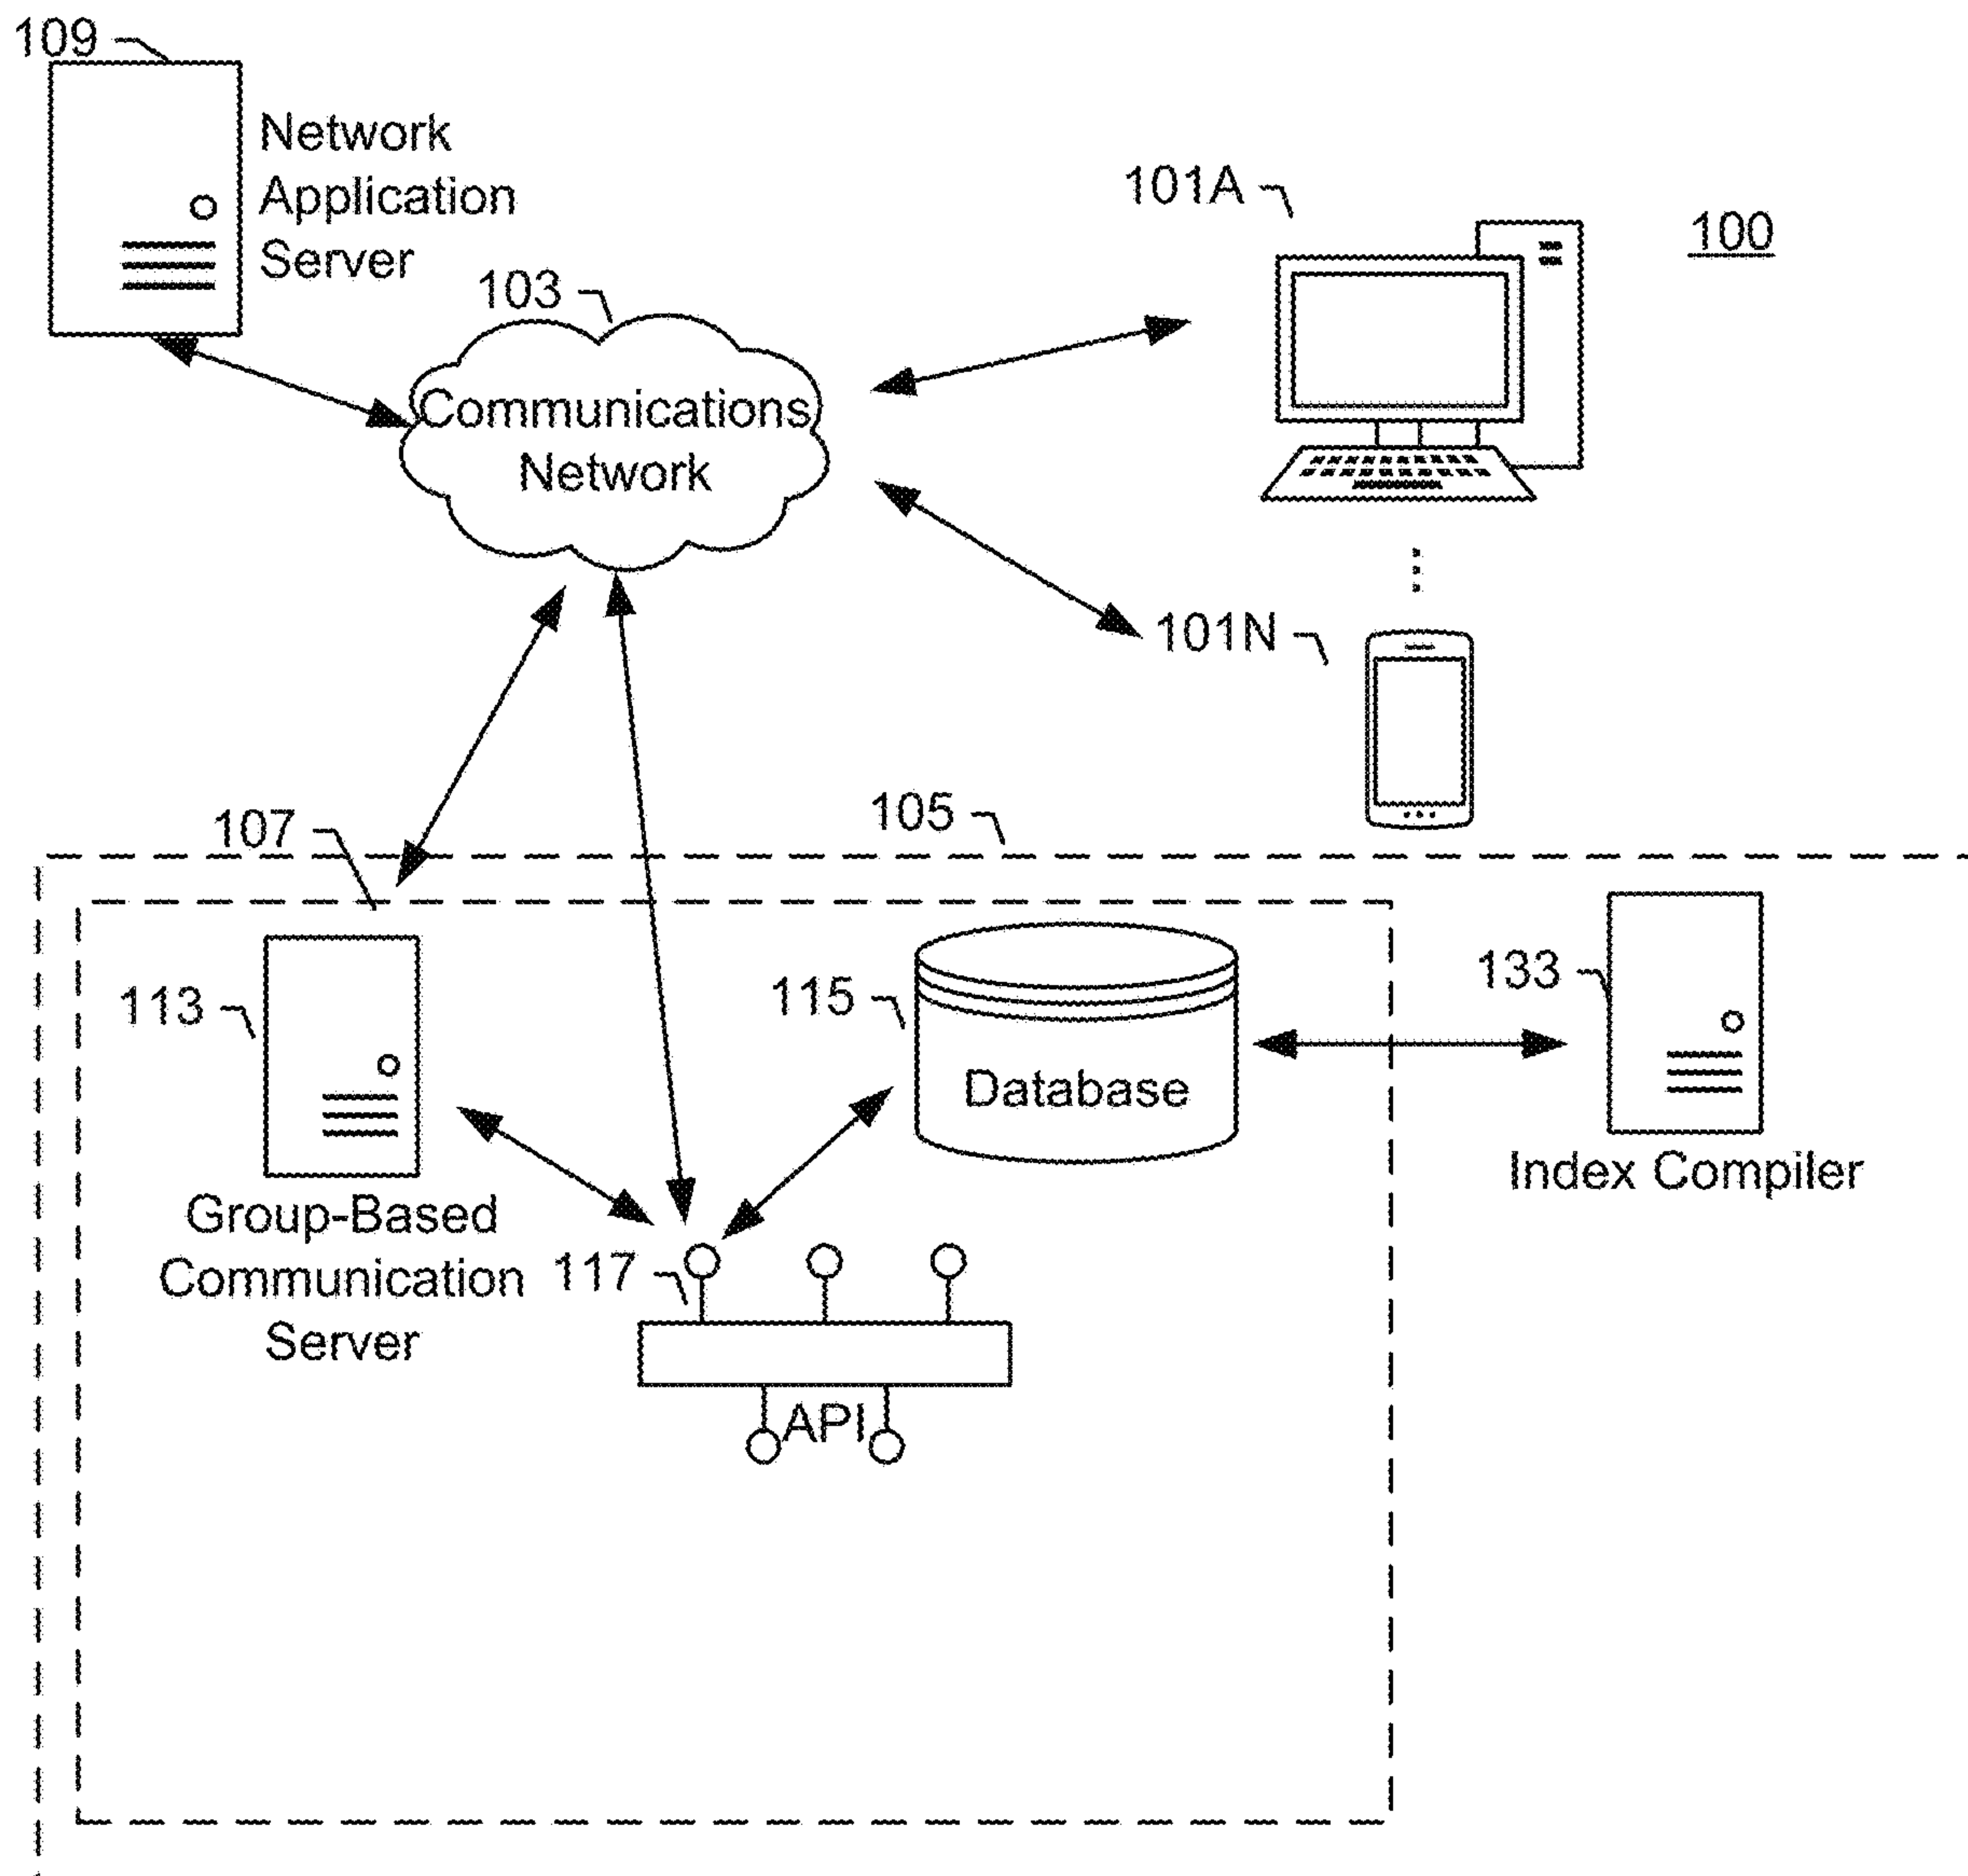 109
Network
Application
Server
101A
100
103
Communications
Network
101N
107
105
113
115
133
Database
Index Compiler
Group-Based
Communication
Server
117
API